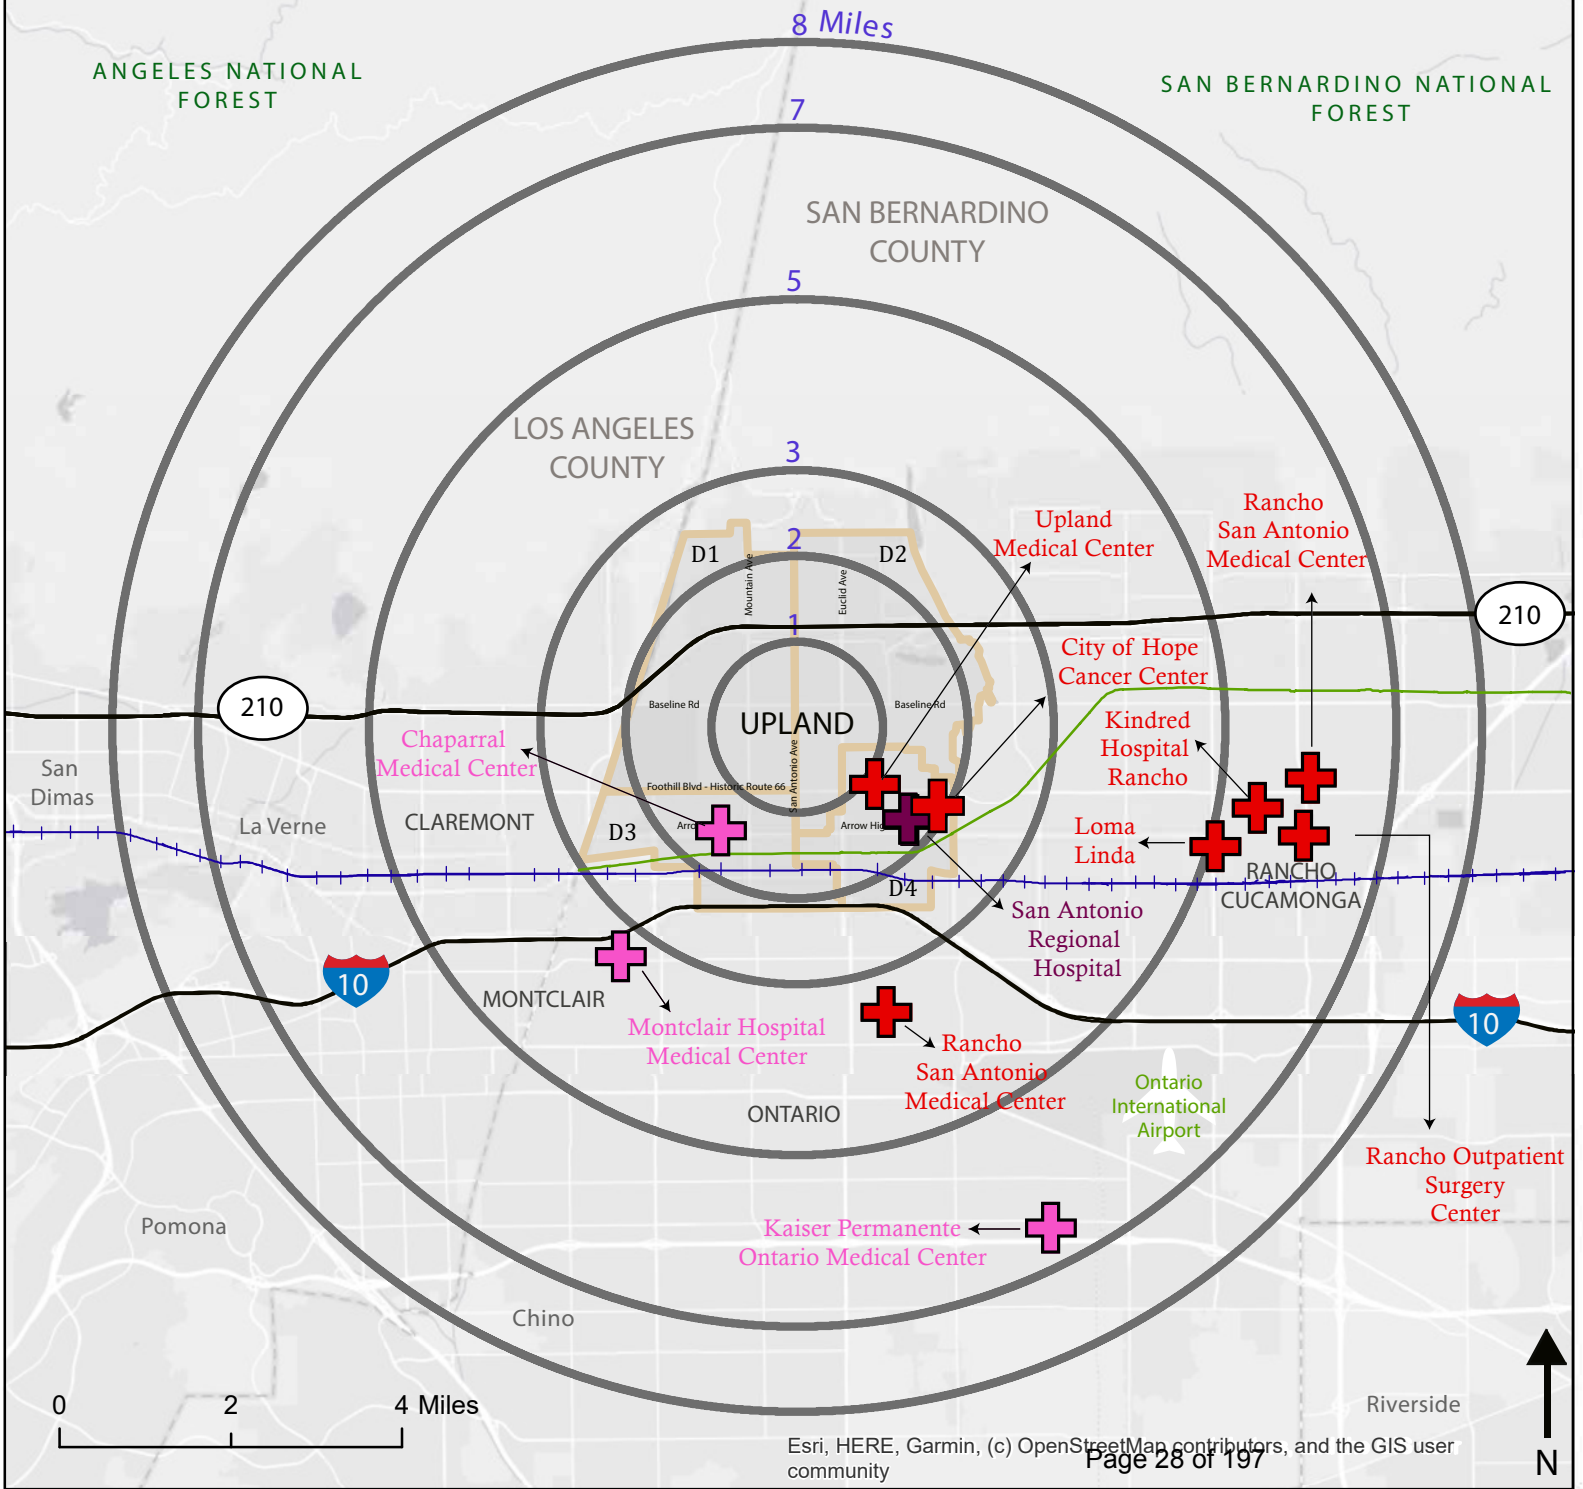 8 Miles
ANGELES NATIONAL
FOREST
SAN BERNARDINO NATIONAL
FOREST
7
SAN BERNARDINO
COUNTY
5
LOS ANGELES
COUNTY
3
Upland
Medical Center
Rancho
San Antonio
Medical Center
D1
2
D2
Mountain Ave
Euclid Ave
1
210
210
City of Hope
Cancer Center
Baseline Rd
Baseline Rd
UPLAND
Chaparral
Medical Center
Kindred
Hospital
Rancho
San Antonio Ave
San
Dimas
Foothill Blvd - Historic Route 66
La Verne
CLAREMONT
D3
Arro
Arrow Hig
Loma
Linda
RANCHO
CUCAMONGA
D4
San Antonio
Regional
Hospital
10
MONTCLAIR
Montclair Hospital
Medical Center
Rancho
San Antonio
Medical Center
10
Ontario
International
Airport
ONTARIO
Rancho Outpatient
Surgery
Center
Pomona
Kaiser Permanente
Ontario Medical Center
Chino
0 2 4 Miles
Riverside
Esri, HERE, Garmin, (c) OpenStreetMap contributors, and the GIS user
community
Page 28 of 197
N